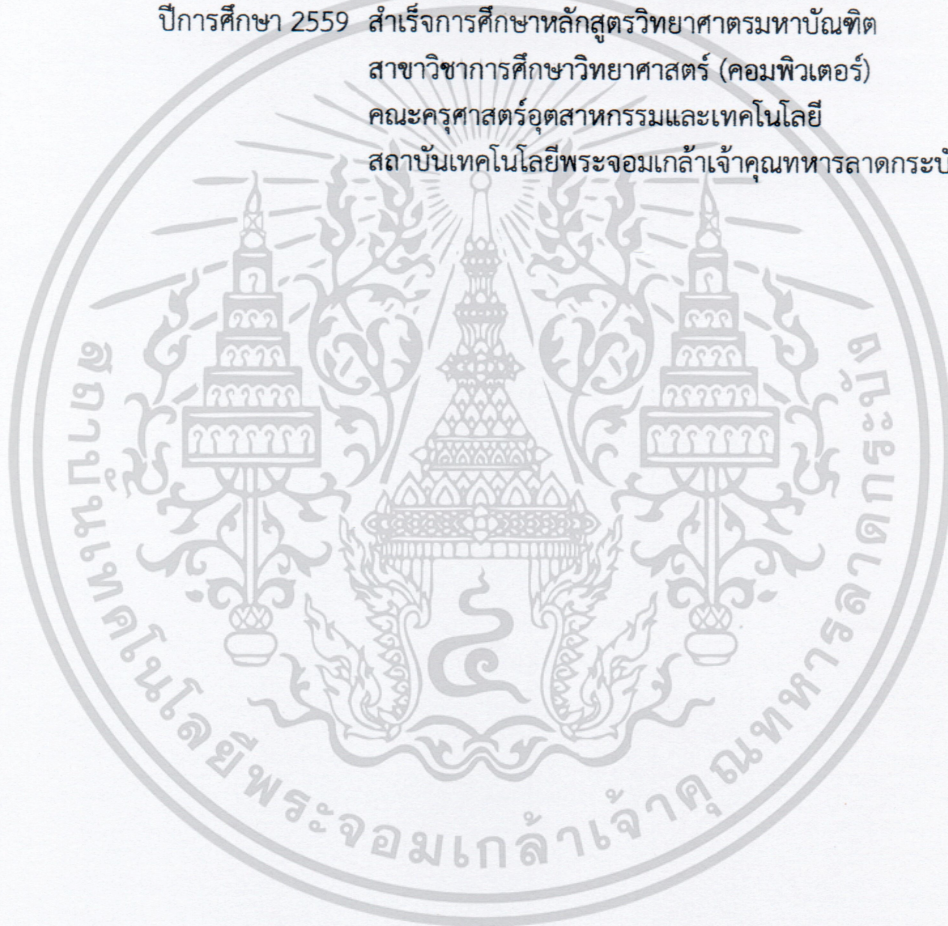 ปีการศึกษา 2559 สำเร็จการศึกษาหลักสูตรวิทยาศาตรมหาบัณฑิต
สาขาวิชาการศึกษาวิทยาศาสตร์ (คอมพิวเตอร์)
คณะครุศาสตร์อุตสาหกรรมและเทคโนโลยี
สถาบันเทคโนโลยีพระจอมเกล้าเจ้าคุณทหารลาดกระบั
สถาบันเทคโนโลยีพระจอมเกล้าเจ้าคุณทหารลาดกระบัง
๔